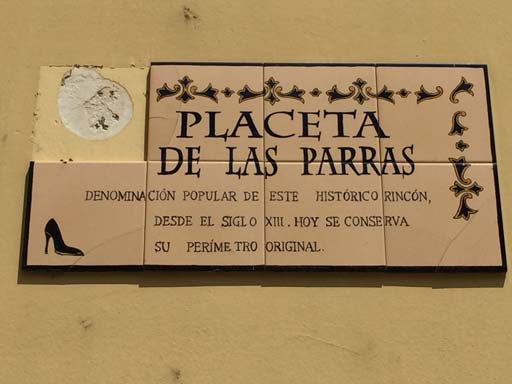 PLACETA
DE LAS PARRAS
DENOMINACIÓN POPULAR DE ESTE HISTÓRICO RINCÓN,
DESDE EL SIGLO XIII. HOY SE CONSERVA
SU PERÍMETRO ORIGINAL.